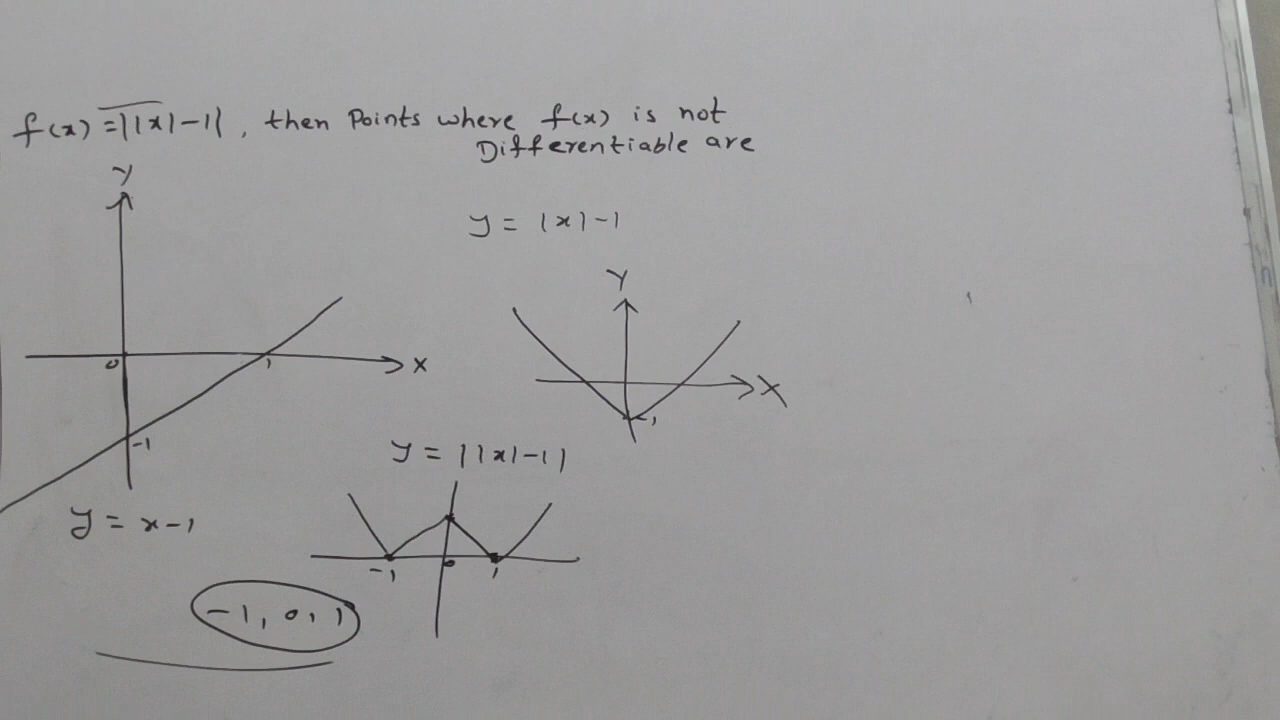 f(x) = ||x|-1|, then Points where f(x) is not
Differentiable are
Y
0
1
X
-1
y = x-1
y = |x|-1
Y
X
-1
y = ||x|-1|
-1
0
1
-1, 0, 1